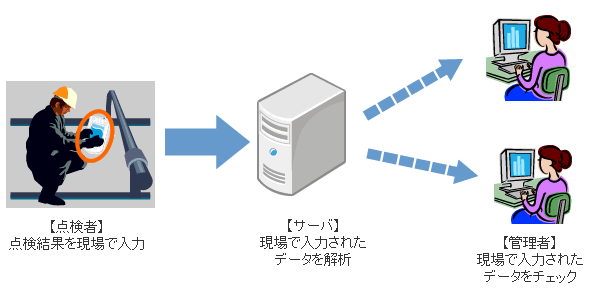 【点検者】
点検結果を現場で入力
【サーバ】
現場で入力された
データを解析
【管理者】
現場で入力された
データをチェック